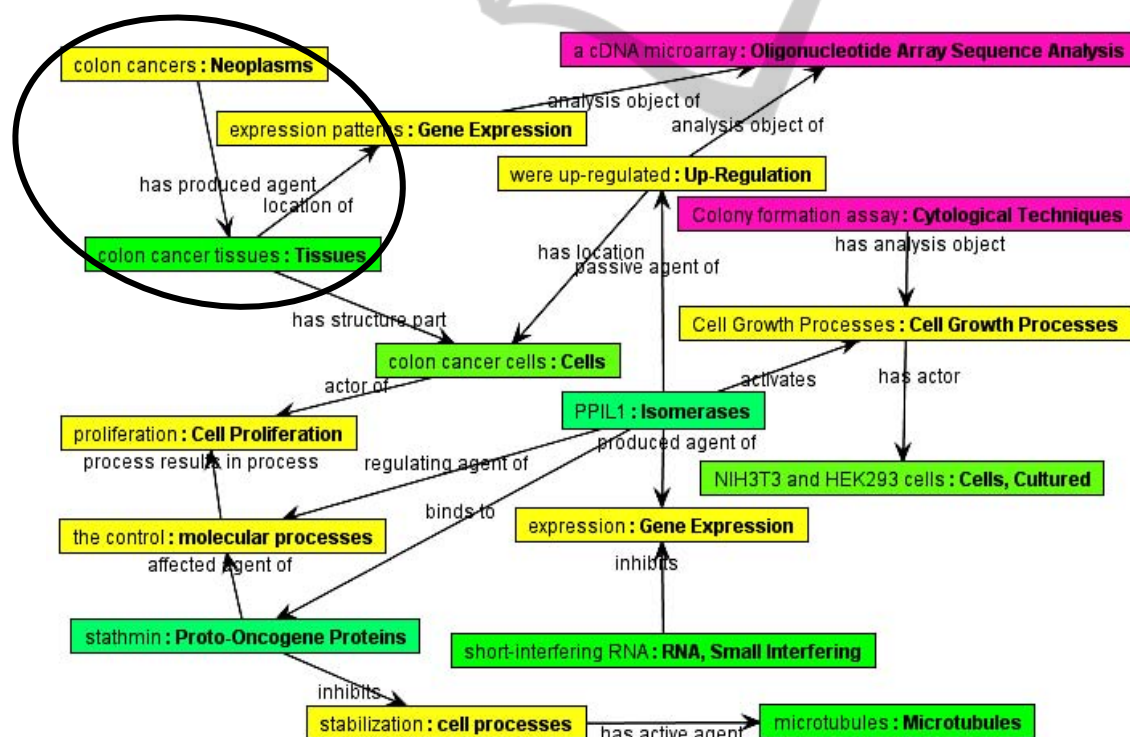 a cDNA microarray : Oligonucleotide Array Sequence Analysis
colon cancers : Neoplasms
analysis object of
expression patterns : Gene Expression
analysis object of
were up-regulated : Up-Regulation
has produced agent
location of
Colony formation assay : Cytological Techniques
has analysis object
colon cancer tissues : Tissues
has location
passive agent of
has structure part
Cell Growth Processes : Cell Growth Processes
colon cancer cells : Cells
actor of
activates
has actor
PPIL1 : Isomerases
produced agent of
proliferation : Cell Proliferation
process results in process
regulating agent of
NIH3T3 and HEK293 cells : Cells, Cultured
binds to
expression : Gene Expression
the control : molecular processes
affected agent of
inhibits
stathmin : Proto-Oncogene Proteins
short-interfering RNA : RNA, Small Interfering
inhibits
stabilization : cell processes
has active agent
microtubules : Microtubules